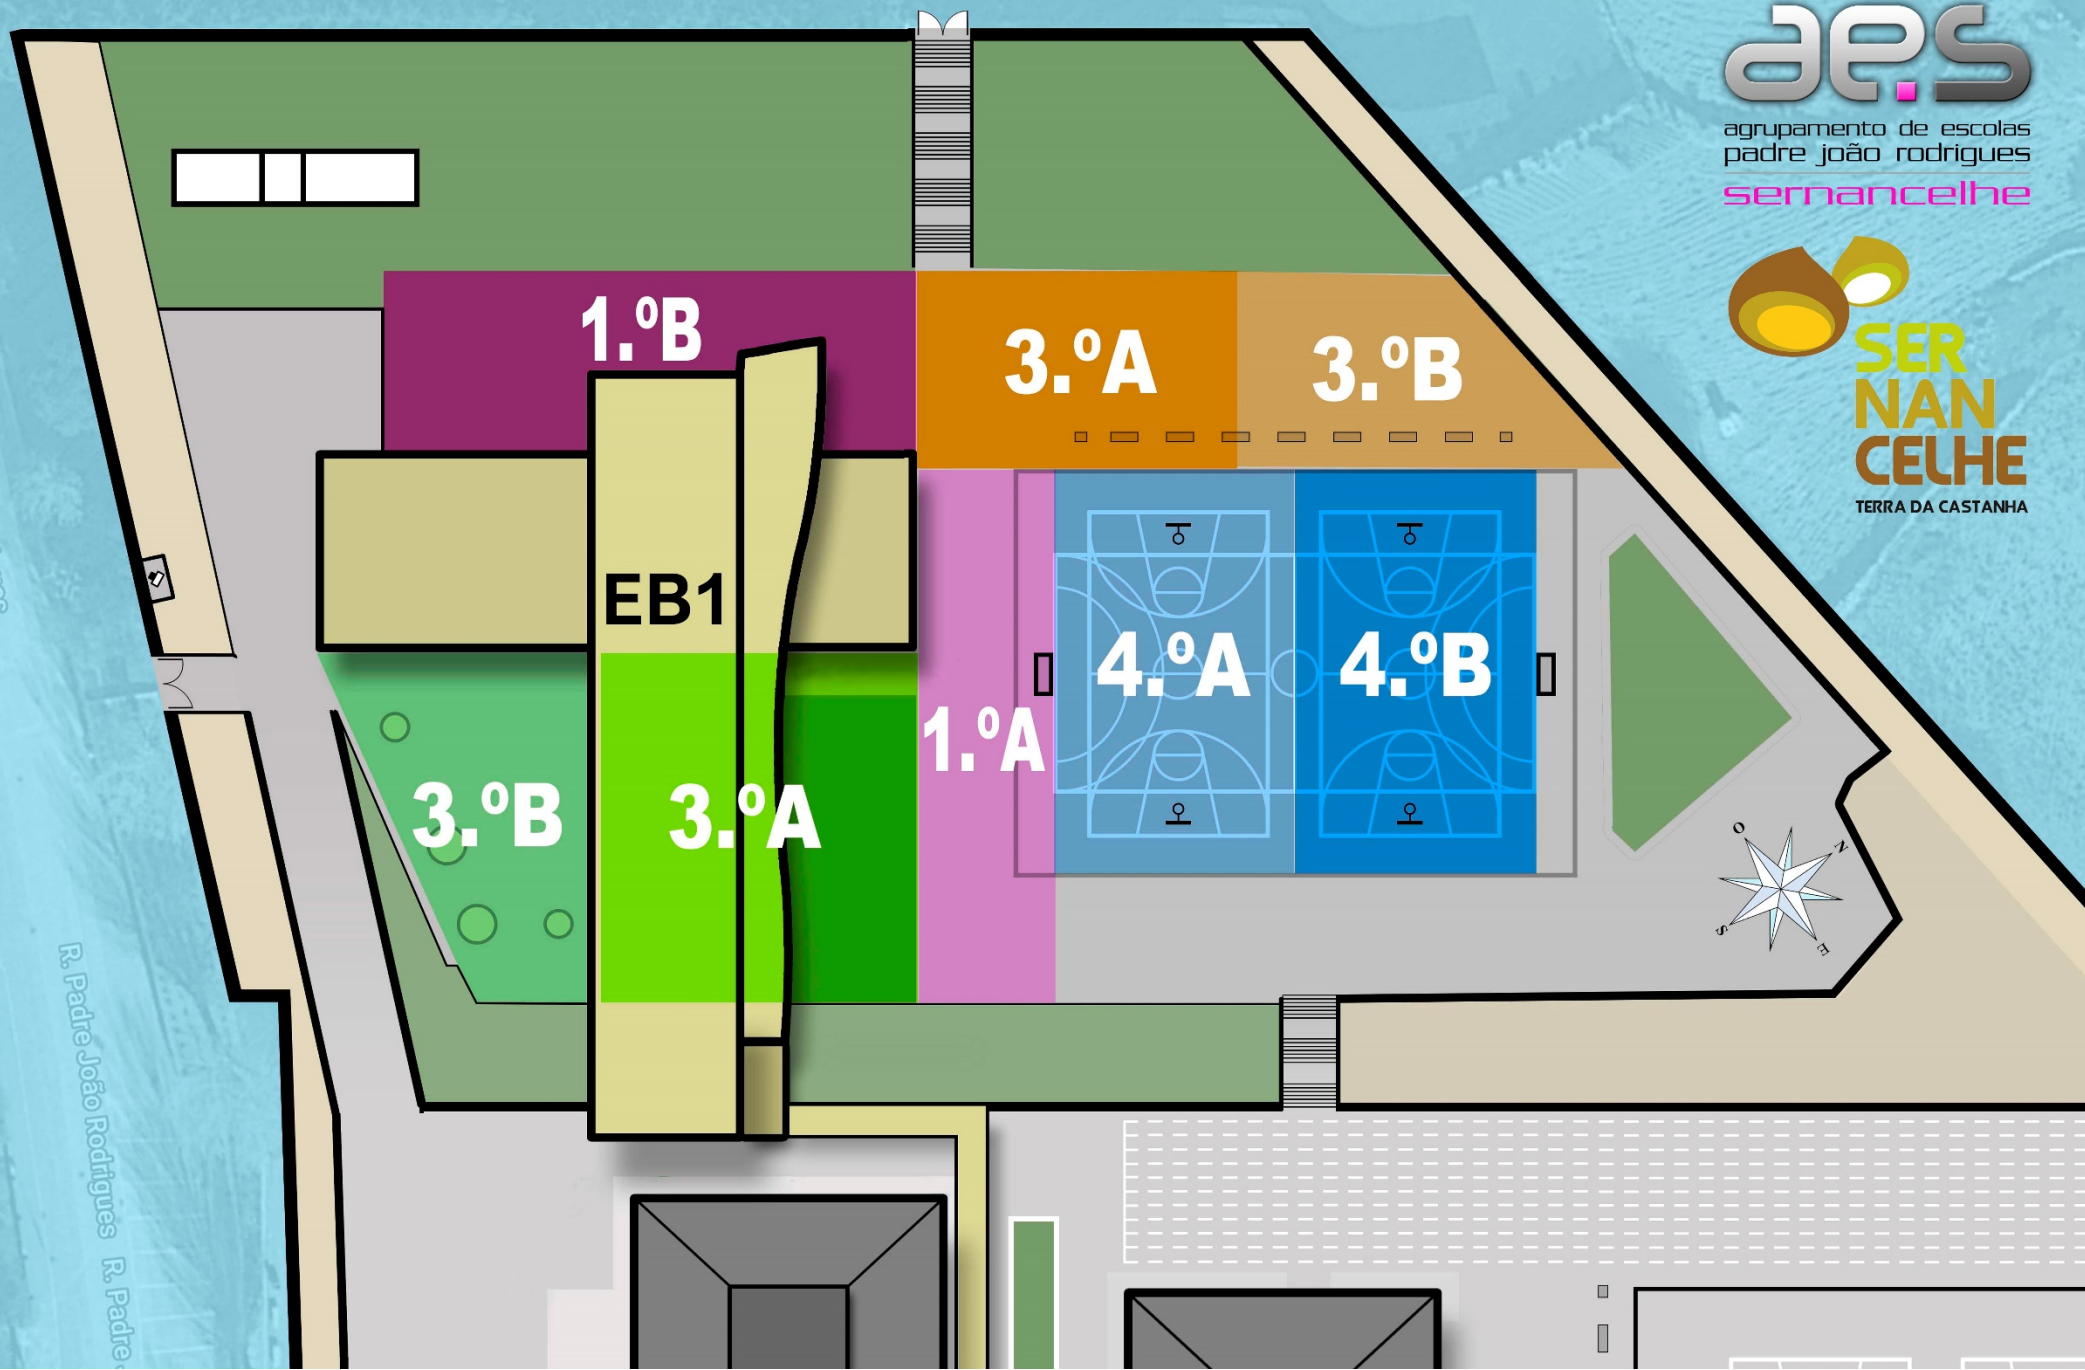 ae.s
agrupamento de escolas
padre joão rodrigues
sernancelhe
SER
NAN
CELHE
TERRA DA CASTANHA
1.ºB
3.ºA
3.ºB
EB1
4.ºA
4.ºB
1.ºA
3.ºB
3.ºA
O
N
S
E
R. Padre João Rodrigues
R. Padre